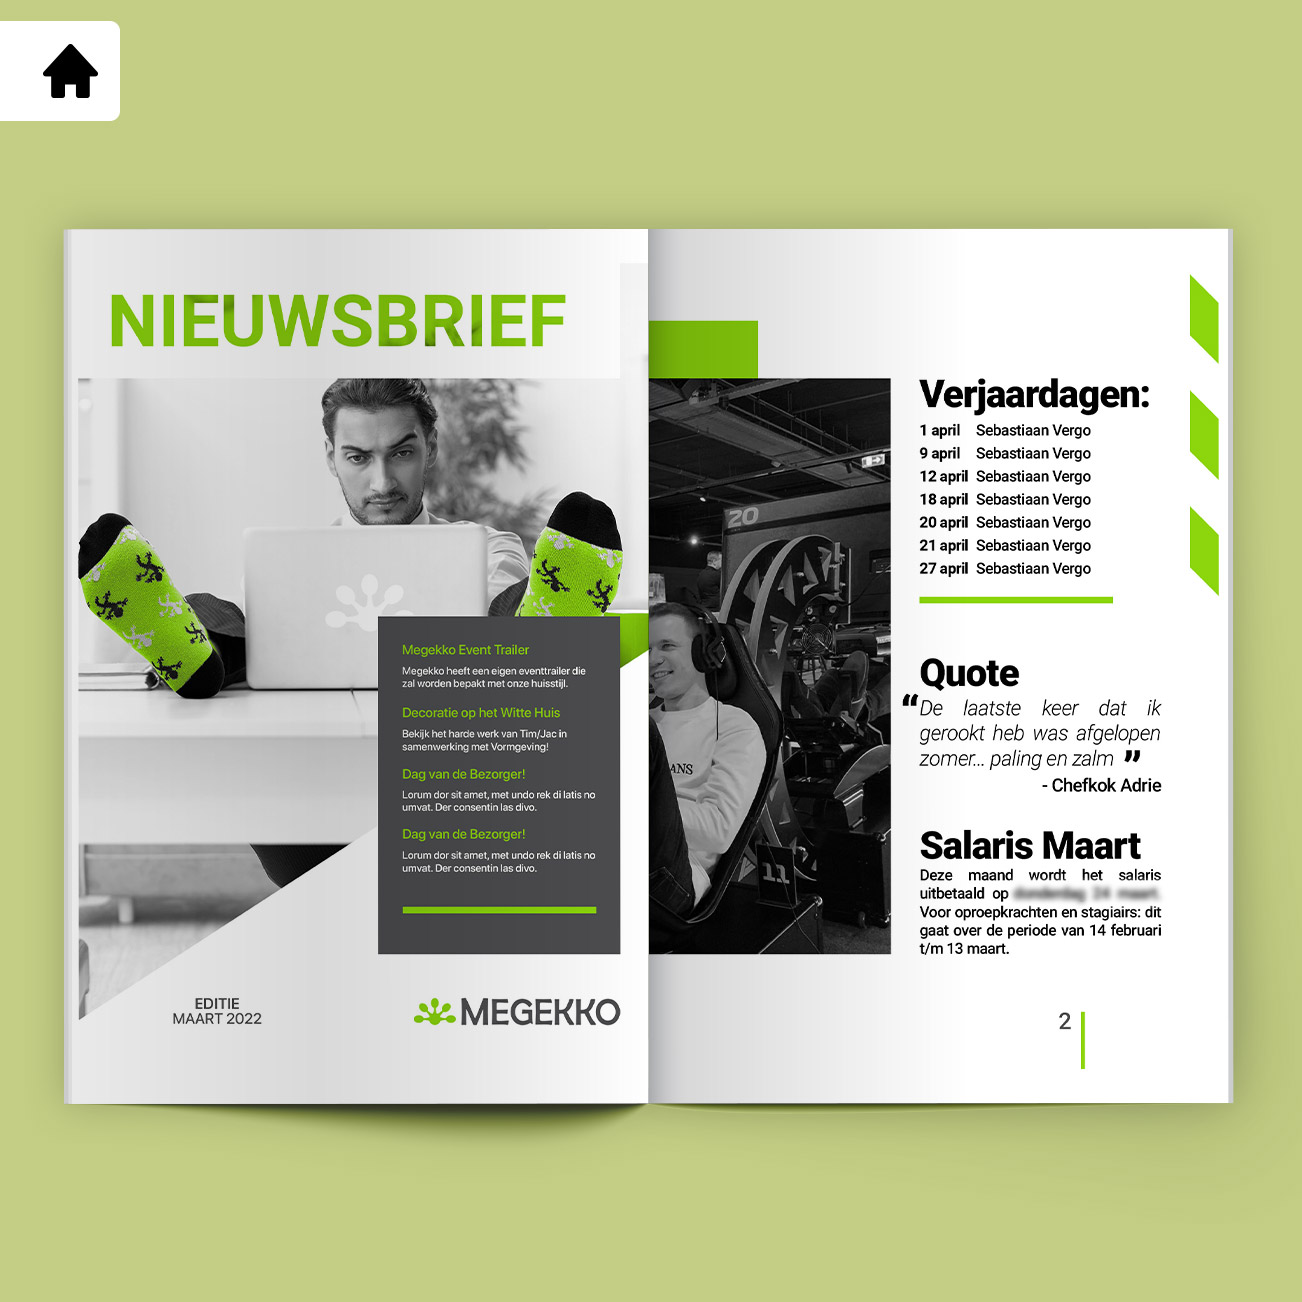 NIEUWSBRIEF
Megekko Event Trailer
Megekko heeft een eigen eventtrailer die
zal worden bepakt met onze huisstijl.
Decoratie op het Witte Huis
Bekijk het harde werk van Tim/Jac in
samenwerking met Vormgeving!
Dag van de Bezorger!
Lorum dor sit amet, met undo rek di latis no
umvat. Der consentin las divo.
Dag van de Bezorger!
Lorum dor sit amet, met undo rek di latis no
umvat. Der consentin las divo.
EDITIE
MAART 2022
MEGEKKO
20
ANS
11
Verjaardagen:
1 april Sebastiaan Vergo
9 april Sebastiaan Vergo
12 april Sebastiaan Vergo
18 april Sebastiaan Vergo
20 april Sebastiaan Vergo
21 april Sebastiaan Vergo
27 april Sebastiaan Vergo
Quote
“De laatste keer dat ik
gerookt heb was afgelopen
zomer... paling en zalm ”
- Chefkok Adrie
Salaris Maart
Deze maand wordt het salaris
uitbetaald op
Voor oproepkrachten en stagiairs: dit
gaat over de periode van 14 februari
t/m 13 maart.
2